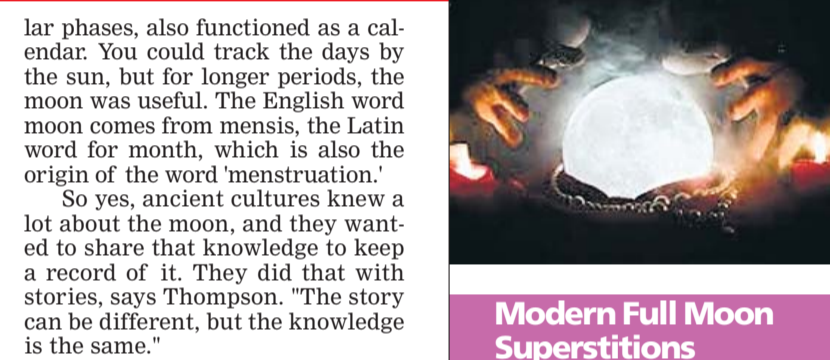 lar phases, also functioned as a cal-
endar. You could track the days by
the sun, but for longer periods, the
moon was useful. The English word
moon comes from mensis, the Latin
word for month, which is also the
origin of the word 'menstruation.'
So yes, ancient cultures knew a
lot about the moon, and they want-
ed to share that knowledge to keep
a record of it. They did that with
stories, says Thompson. "The story
can be different, but the knowledge
is the same."
Modern Full Moon
Superstitions